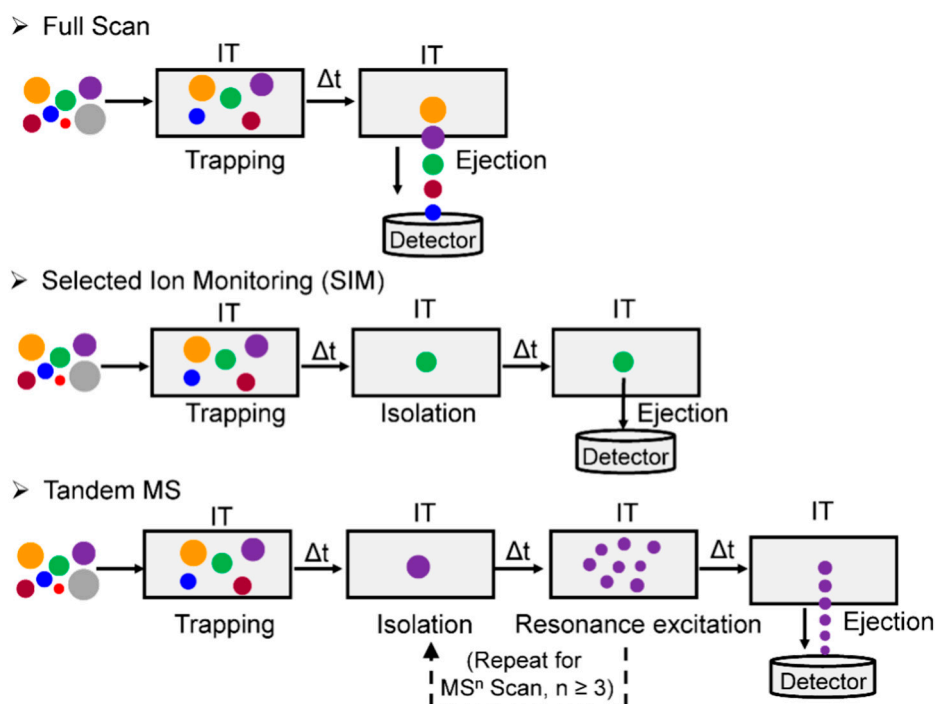 ➢ Full Scan
IT
Δt
IT
Trapping
Ejection
Detector
➢ Selected Ion Monitoring (SIM)
IT
Δt
IT
Δt
IT
Trapping
Isolation
Ejection
Detector
➢ Tandem MS
IT
Δt
IT
Δt
IT
Δt
IT
Trapping
Isolation
Resonance excitation
Ejection
(Repeat for
MSⁿ Scan, n ≥ 3)
Detector